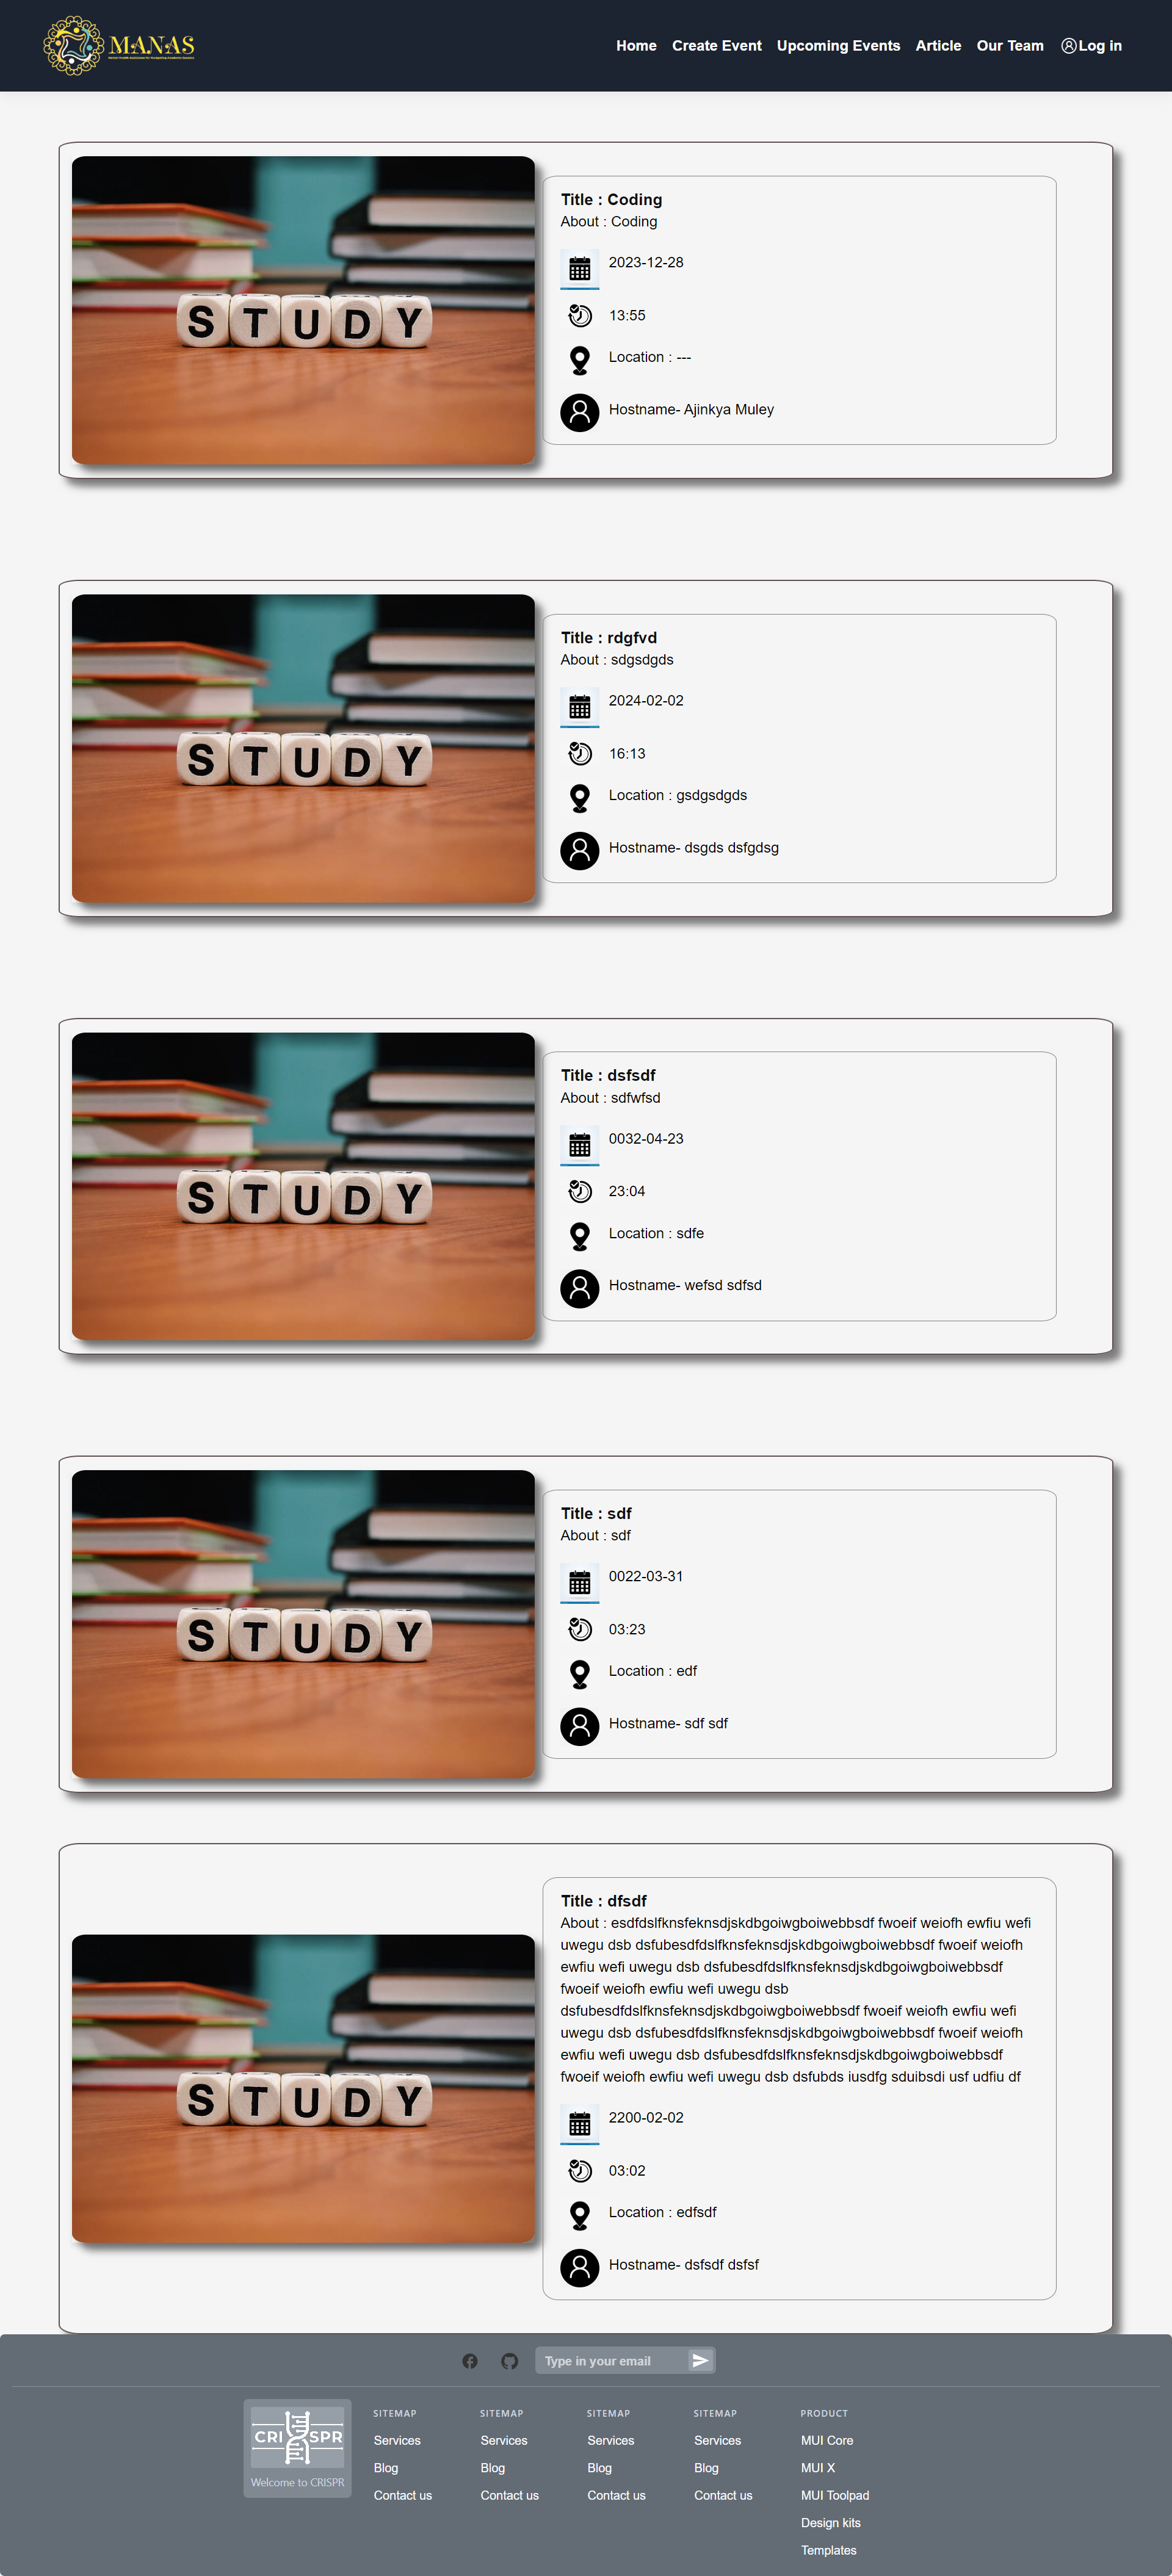 MANAS
Home Create Event Upcoming Events Article Our Team Log in
STUDY
Title : Coding
About : Coding
2023-12-28
13:55
Location : ---
Hostname- Ajinkya Muley
STUDY
Title : rdgfvd
About : sdgsdgds
2024-02-02
16:13
Location : gsdgsdgds
Hostname- dsgds dsfgdsg
STUDY
Title : dsfsdf
About : sdfwfsd
0032-04-23
23:04
Location : sdfe
Hostname- wefsd sdfsd
STUDY
Title : sdf
About : sdf
0022-03-31
03:23
Location : edf
Hostname- sdf sdf
STUDY
Title : dfsdf
About : esdfdslfknsfeknsdjskdbgoiwgboiwebbsdf fwoeif weiofh ewfiu wefi
uwegu dsb dsfubesdfdslfknsfeknsdjskdbgoiwgboiwebbsdf fwoeif weiofh
ewfiu wefi uwegu dsb dsfubesdfdslfknsfeknsdjskdbgoiwgboiwebbsdf
fwoeif weiofh ewfiu wefi uwegu dsb
dsfubesdfdslfknsfeknsdjskdbgoiwgboiwebbsdf fwoeif weiofh ewfiu wefi
uwegu dsb dsfubesdfdslfknsfeknsdjskdbgoiwgboiwebbsdf fwoeif weiofh
ewfiu wefi uwegu dsb dsfubesdfdslfknsfeknsdjskdbgoiwgboiwebbsdf
fwoeif weiofh ewfiu wefi uwegu dsb dsfubds iusdfg sduibsdi usf udfiu df
2200-02-02
03:02
Location : edfsdf
Hostname- dsfsdf dsfsf
Type in your email
CRISPR
Welcome to CRISPR
SITEMAP
Services
Blog
Contact us
SITEMAP
Services
Blog
Contact us
SITEMAP
Services
Blog
Contact us
SITEMAP
Services
Blog
Contact us
PRODUCT
MUI Core
MUI X
MUI Toolpad
Design kits
Templates